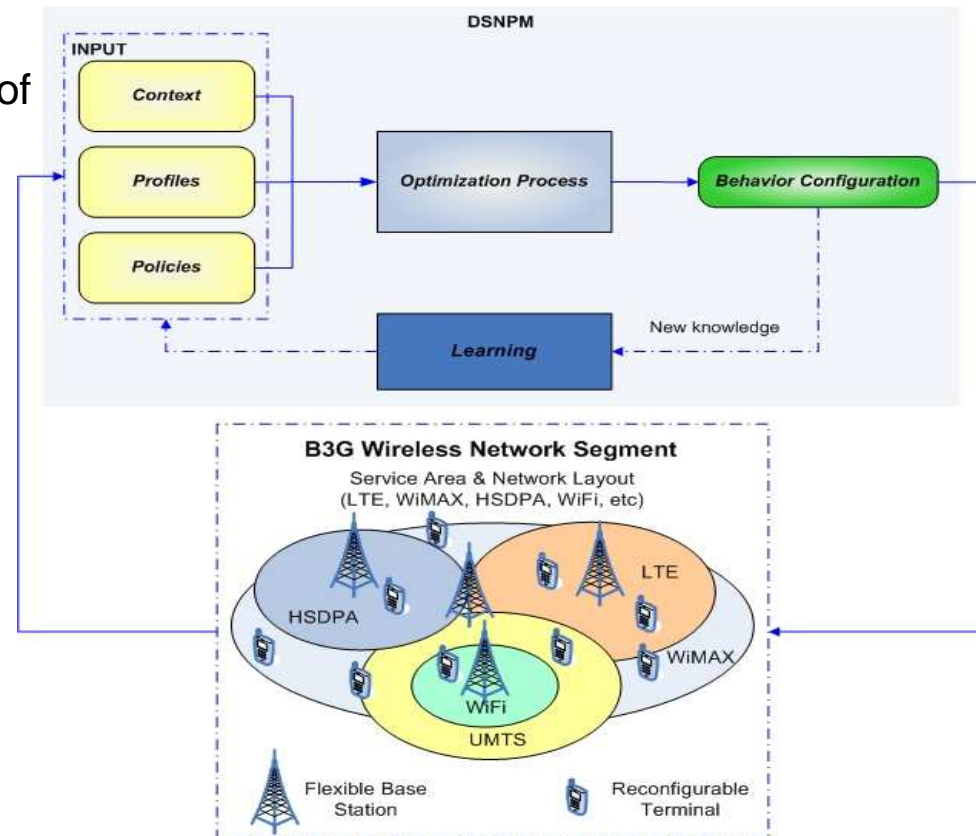 DSNPM
of
INPUT
Context
Profiles
Policies
Optimization Process
Behavior Configuration
New knowledge
Learning
B3G Wireless Network Segment
Service Area & Network Layout
(LTE, WiMAX, HSDPA, WiFi, etc)
LTE
HSDPA
WiMAX
WiFi
UMTS
Flexible Base
Station
Reconfigurable
Terminal